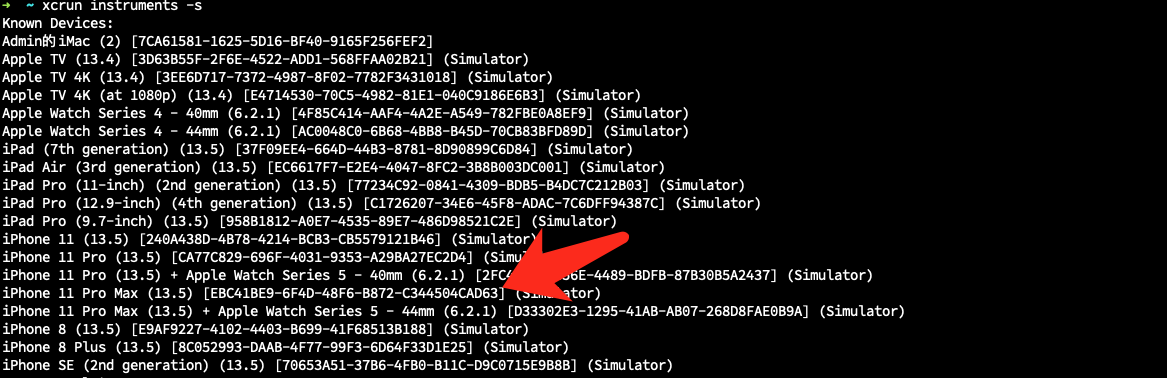 ➜ ~ xcrun instruments -s
Known Devices:
Admin的iMac (2) [7CA61581-1625-5D16-BF40-9165F256FEF2]
Apple TV (13.4) [3D63B55F-2F6E-4522-ADD1-568FFAA02B21] (Simulator)
Apple TV 4K (13.4) [3EE6D717-7372-4987-8F02-7782F3431018] (Simulator)
Apple TV 4K (at 1080p) (13.4) [E4714530-70C5-4982-81E1-040C9186E6B3] (Simulator)
Apple Watch Series 4 - 40mm (6.2.1) [4F85C414-AAF4-4A2E-A549-782FBE0A8EF9] (Simulator)
Apple Watch Series 4 - 44mm (6.2.1) [AC0048C0-6B68-4BB8-B45D-70CB83BFD89D] (Simulator)
iPad (7th generation) (13.5) [37F09EE4-664D-44B3-8781-8D90899C6D84] (Simulator)
iPad Air (3rd generation) (13.5) [EC6617F7-E2E4-4047-8FC2-3B8B003DC001] (Simulator)
iPad Pro (11-inch) (2nd generation) (13.5) [77234C92-0841-4309-BDB5-B4DC7C212B03] (Simulator)
iPad Pro (12.9-inch) (4th generation) (13.5) [C1726207-34E6-45F8-ADAC-7C6DFF94387C] (Simulator)
iPad Pro (9.7-inch) (13.5) [958B1812-A0E7-4535-89E7-486D98521C2E] (Simulator)
iPhone 11 (13.5) [240A438D-4B78-4214-BCB3-CB5579121B46] (Simulator)
iPhone 11 Pro (13.5) [CA77C829-696F-4031-9353-A29BA27EC2D4]
iPhone 11 Pro (13.5) + Apple Watch Series 5 - 40mm (6.2.1) 6E-4489-BDFB-87B30B5A2437] (Simulator)
iPhone 11 Pro Max (13.5) [EBC41BE9-6F4D-48F6-B872-C344504CAD63] (Simulator)
iPhone 11 Pro Max (13.5) + Apple Watch Series 5 - 44mm (6.2.1) [D33302E3-1295-41AB-AB07-268D8FAE0B9A] (Simulator)
iPhone 8 (13.5) [E9AF9227-4102-4403-B699-41F68513B188] (Simulator)
iPhone 8 Plus (13.5) [8C052993-DAAB-4F77-99F3-6D64F33D1E25] (Simulator)
iPhone SE (2nd generation) (13.5) [70653A51-37B6-4FB0-B11C-D9C0715E9B8B] (Simulator)